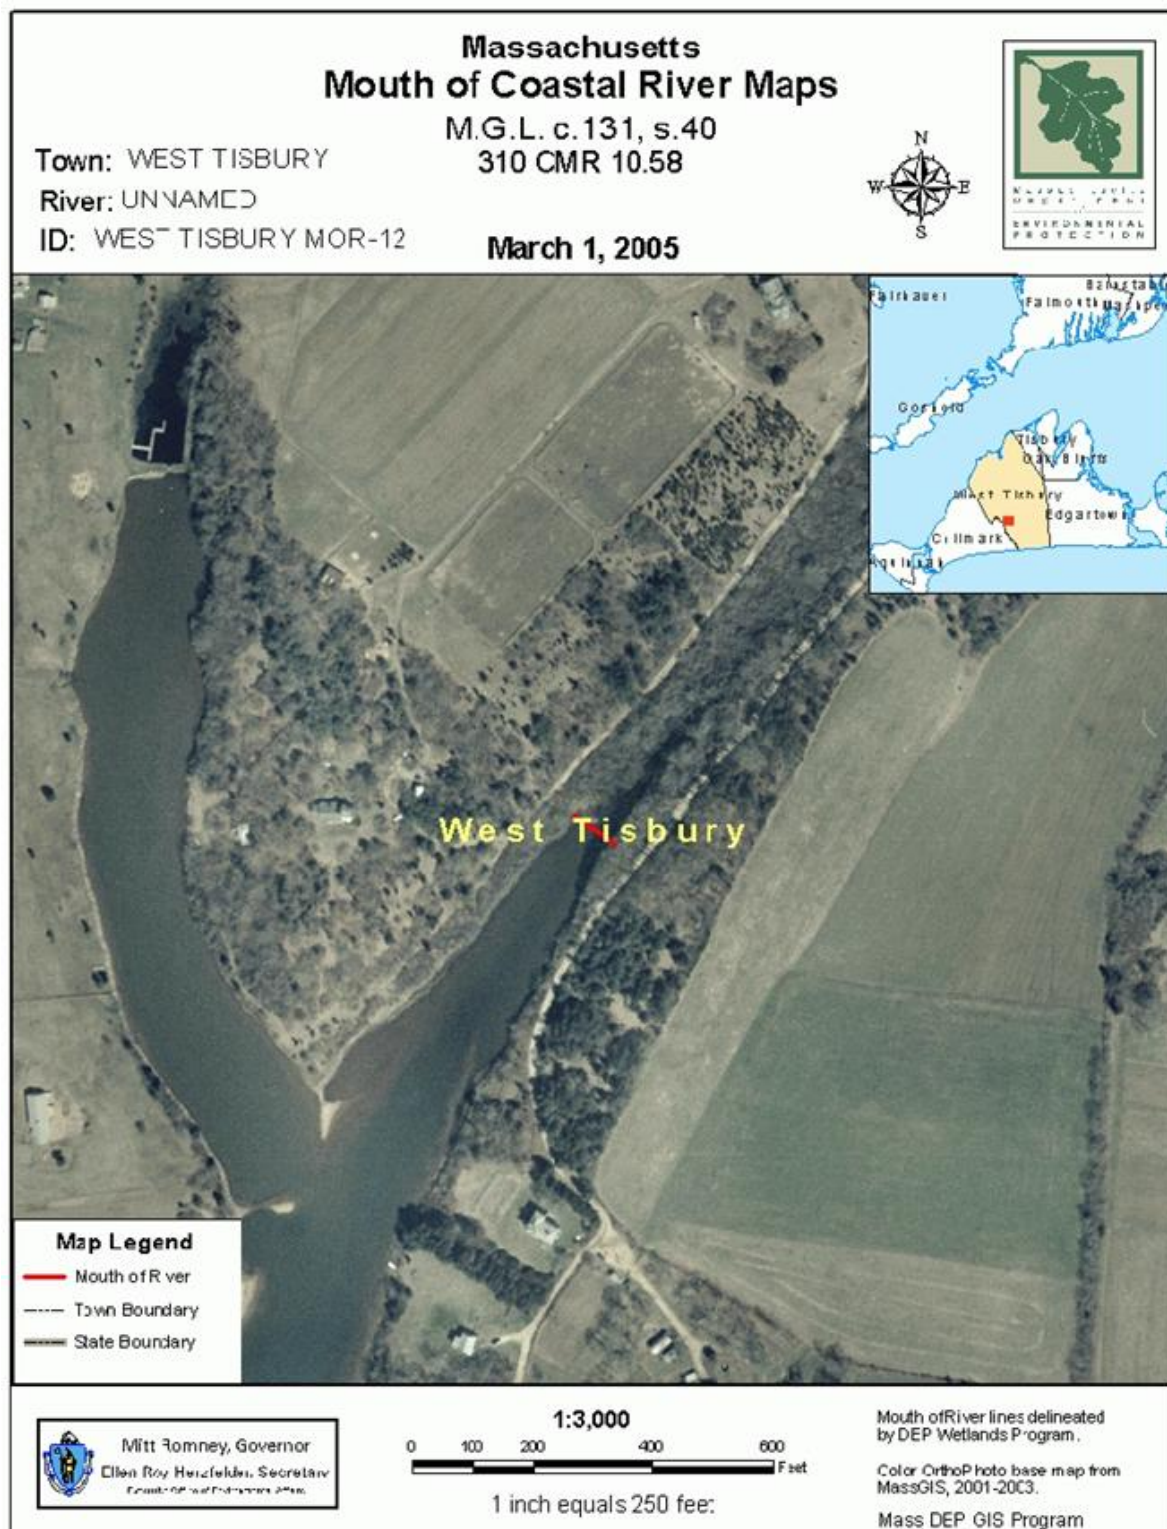 Massachusetts
Mouth of Coastal River Maps
M.G.L. c.131, s.40
310 CMR 10.58
Town: WEST TISBURY
River: UNNAMED
ID: WEST TISBURY MOR-12
March 1, 2005
N
W E
S
ENVIRONMENTAL
PROTECTION
Falmouth
Tisbury
West Tisbury
Edgartown
West Tisbury
Map Legend
Mouth of River
Town Boundary
State Boundary
Mitt Romney, Governor
Ellen Roy Herzfelder, Secretary
1:3,000
0 100 200 400 600
Feet
1 inch equals 250 feet
Mouth of River lines delineated
by DEP Wetlands Program.
Color OrthoPhoto base map from
MassGIS, 2001-2003.
Mass DEP GIS Program